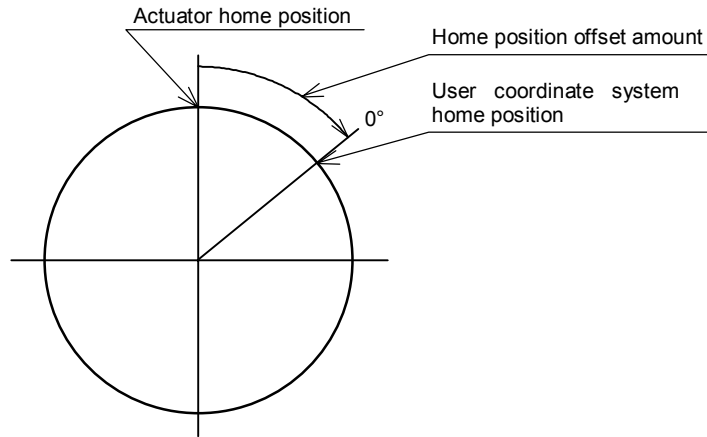 Actuator home position
Home position offset amount
User coordinate system
home position
0°